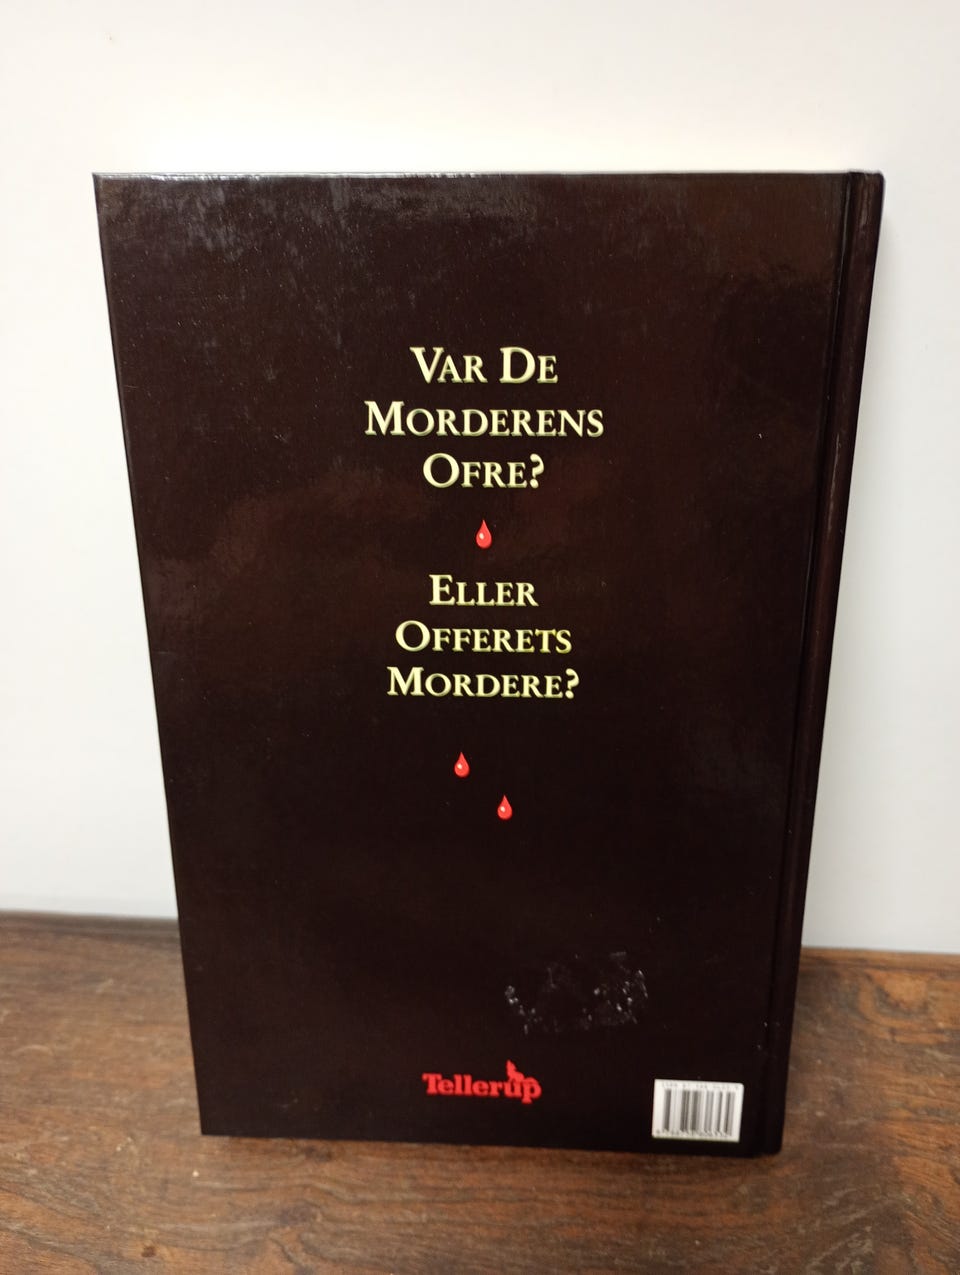 VAR DE
MORDERENS
OFRE?
ELLER
OFFERETS
MORDERE?
Tellerup